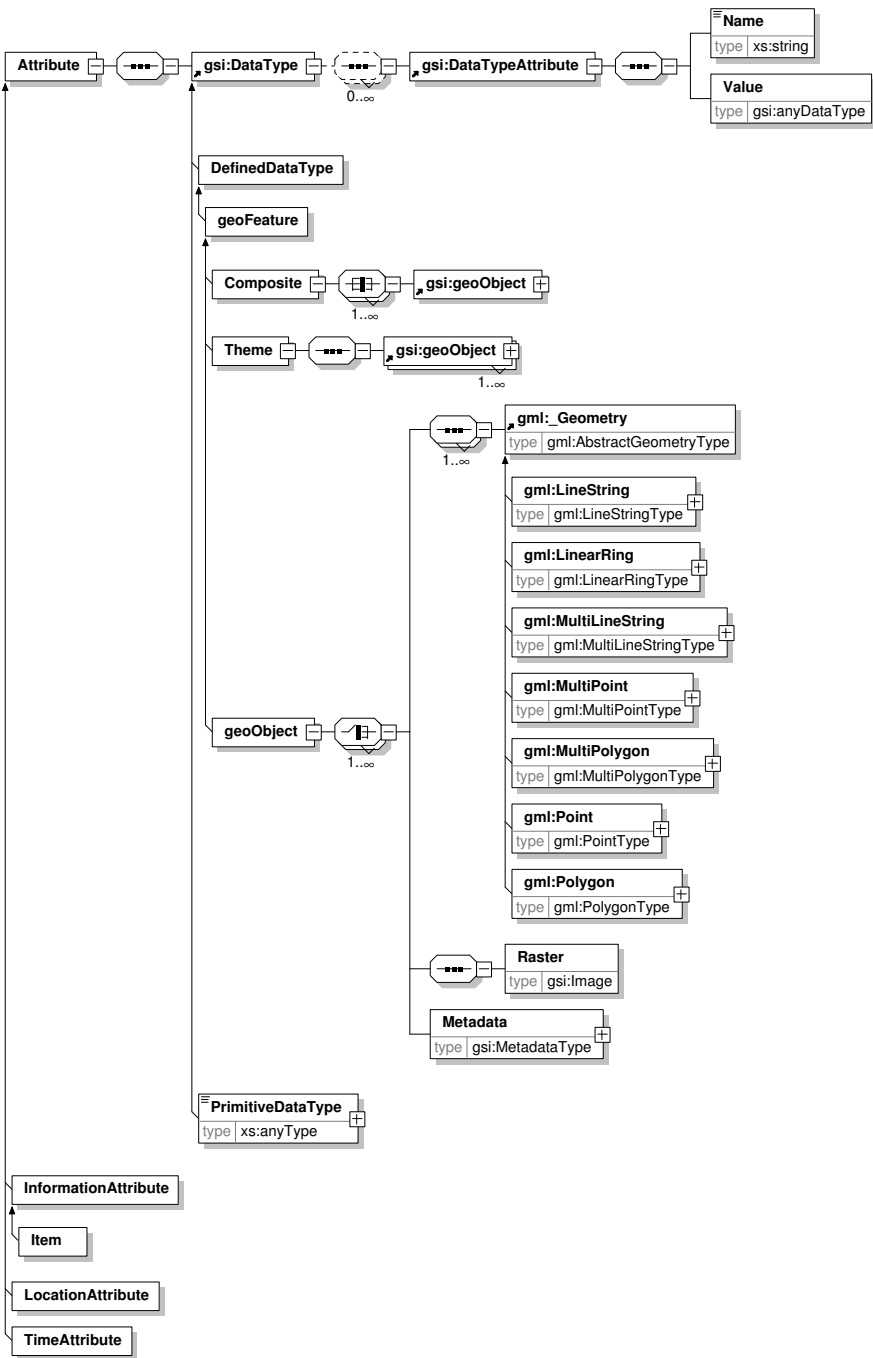 Name
type xs:string
Attribute
gsi:DataType
0..∞
gsi:DataTypeAttribute
Value
type gsi:anyDataType
DefinedDataType
geoFeature
Composite
1..∞
gsi:geoObject
Theme
gsi:geoObject
1..∞
geoObject
1..∞
1..∞
gml:_Geometry
type gml:AbstractGeometryType
gml:LineString
type gml:LineStringType
gml:LinearRing
type gml:LinearRingType
gml:MultiLineString
type gml:MultiLineStringType
gml:MultiPoint
type gml:MultiPointType
gml:MultiPolygon
type gml:MultiPolygonType
gml:Point
type gml:PointType
gml:Polygon
type gml:PolygonType
Raster
type gsi:Image
Metadata
type gsi:MetadataType
PrimitiveDataType
type xs:anyType
InformationAttribute
Item
LocationAttribute
TimeAttribute